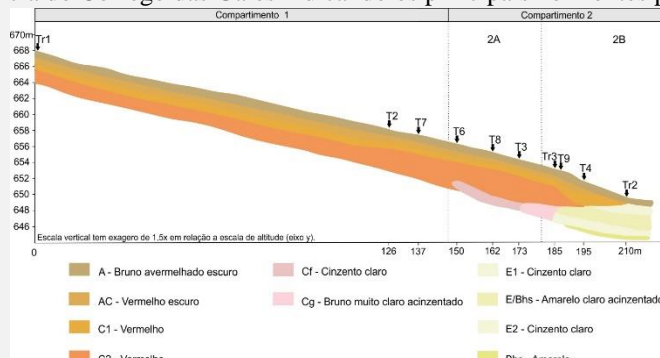 Compartimento 1
Compartimento 2
670m
Tr1
2A
2B
668
666
664
662
660
658
656
654
652
650
648
646
T2
T7
T6
T8
T3
Tr3
T9
T4
Tr2
Escala vertical tem exagero de 1,5x em relação a escala de altitude (eixo y).
0
126
137
150
162
173
185
195
210m
A - Bruno avermelhado escuro
Cf - Cinzento claro
E1 - Cinzento claro
AC - Vermelho escuro
Cg - Bruno muito claro acinzentado
E/Bhs - Amarelo claro acinzentado
C1 - Vermelho
E2 - Cinzento claro
C2 - Vermelho
Bhs - Amarelo